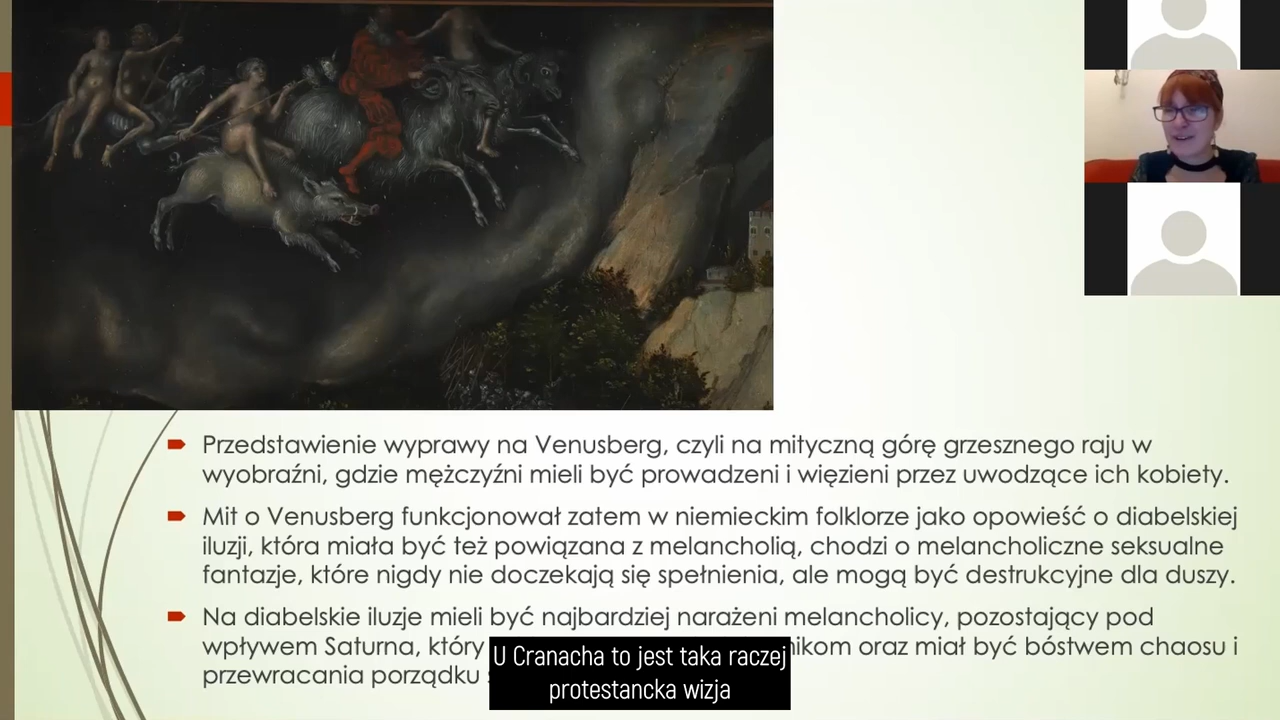 Przedstawienie wyprawy na Venusberg, czyli na mityczną górę grzesznego raju w
wyobraźni, gdzie mężczyźni mieli być prowadzeni i więzieni przez uwodzące ich kobiety.
Mit o Venusberg funkcjonował zatem w niemieckim folklorze jako opowieść o diabelskiej
iluzji, która miała być też powiązana z melancholią, chodzi o melancholiczne seksualne
fantazje, które nigdy nie doczekają się spełnienia, ale mogą być destrukcyjne dla duszy.
Na diabelskie iluzje mieli być najbardziej narażeni melancholicy, pozostający pod
wpływem Saturna, który oraz miał być bóstwem chaosu i
przewracania porządku
U Cranacha to jest taka raczej
protestancka wizja